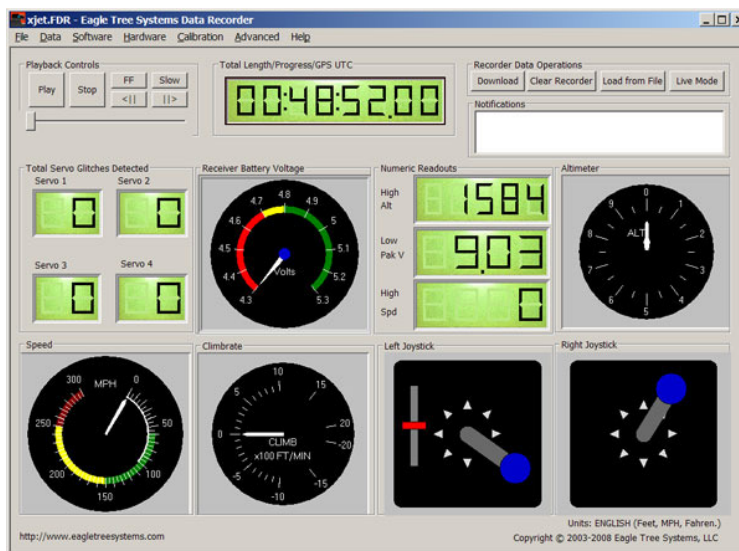 xjet.FDR - Eagle Tree Systems Data Recorder
File Data Software Hardware Calibration Advanced Help
Playback Controls
Play
Stop
FF
Slow
<||
||>
Total Length/Progress/GPS UTC
00:48:52.00
Recorder Data Operations
Download
Clear Recorder
Load from File
Live Mode
Notifications
Total Servo Glitches Detected
Servo 1
Servo 2
0
0
Servo 3
Servo 4
0
0
Receiver Battery Voltage
4.3
4.4
4.5
4.6
4.7
4.8
4.9
5
5.1
5.2
5.3
Volts
Numeric Readouts
High
Alt
1584
Low
Pak V
9.03
High
Spd
0
Altimeter
0
1
2
3
4
5
6
7
8
9
ALT
Speed
MPH
0
50
100
150
200
250
300
Climbrate
0
5
10
15
20
-20
-15
-10
-5
CLIMB
x100 FT/MIN
Left Joystick
Right Joystick
Units: ENGLISH (Feet, MPH, Fahren.)
http://www.eagletreesystems.com
Copyright © 2003-2008 Eagle Tree Systems, LLC